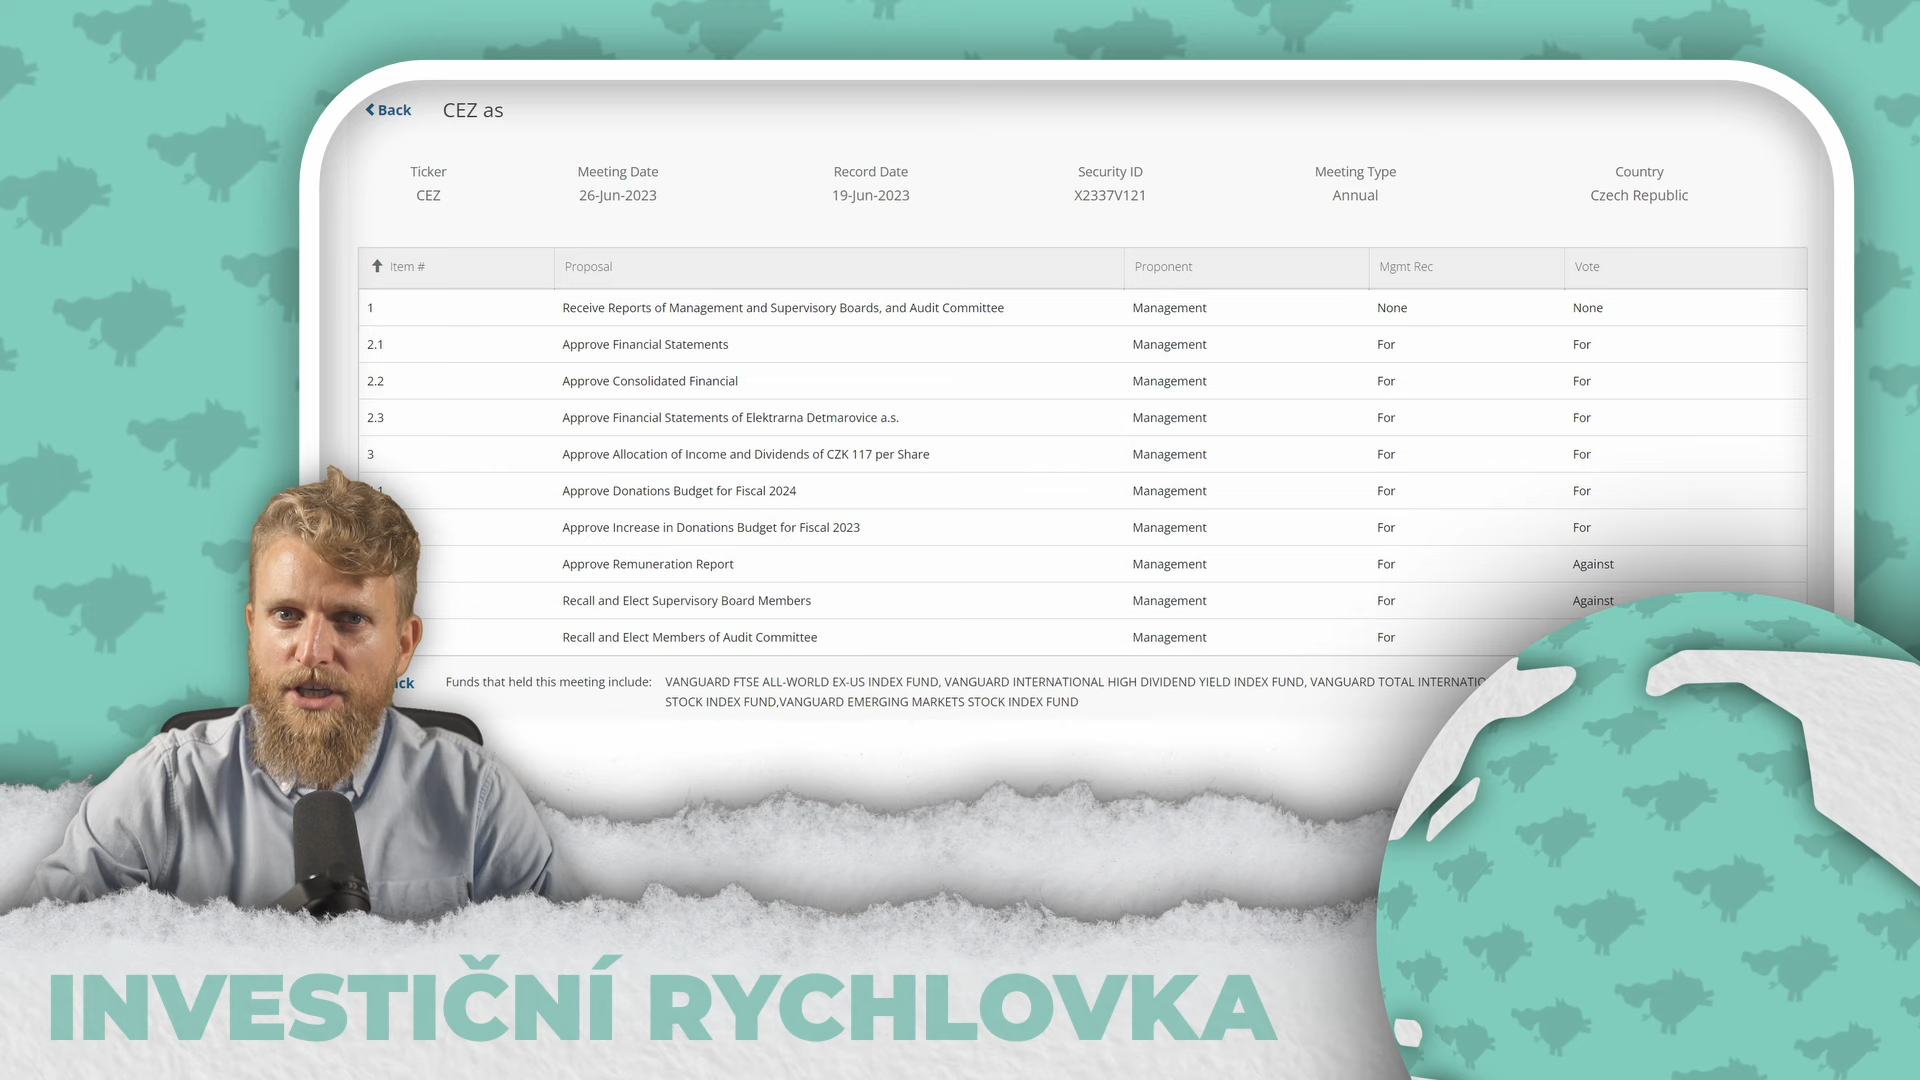 Back CEZ as
Ticker Meeting Date Record Date Security ID Meeting Type Country
CEZ 26-Jun-2023 19-Jun-2023 X2337V121 Annual Czech Republic
Item # Proposal Proponent Mgmt Rec Vote
1 Receive Reports of Management and Supervisory Boards, and Audit Committee Management None None
2.1 Approve Financial Statements Management For For
2.2 Approve Consolidated Financial Management For For
2.3 Approve Financial Statements of Elektrarna Detmarovice a.s. Management For For
3 Approve Allocation of Income and Dividends of CZK 117 per Share Management For For
Approve Donations Budget for Fiscal 2024 Management For For
Approve Increase in Donations Budget for Fiscal 2023 Management For For
Approve Remuneration Report Management For Against
Recall and Elect Supervisory Board Members Management For Against
Recall and Elect Members of Audit Committee Management For
Funds that held this meeting include: VANGUARD FTSE ALL-WORLD EX-US INDEX FUND, VANGUARD INTERNATIONAL HIGH DIVIDEND YIELD INDEX FUND, VANGUARD TOTAL
STOCK INDEX FUND,VANGUARD EMERGING MARKETS STOCK INDEX FUND
INVESTIČNÍ RYCHLOVKA